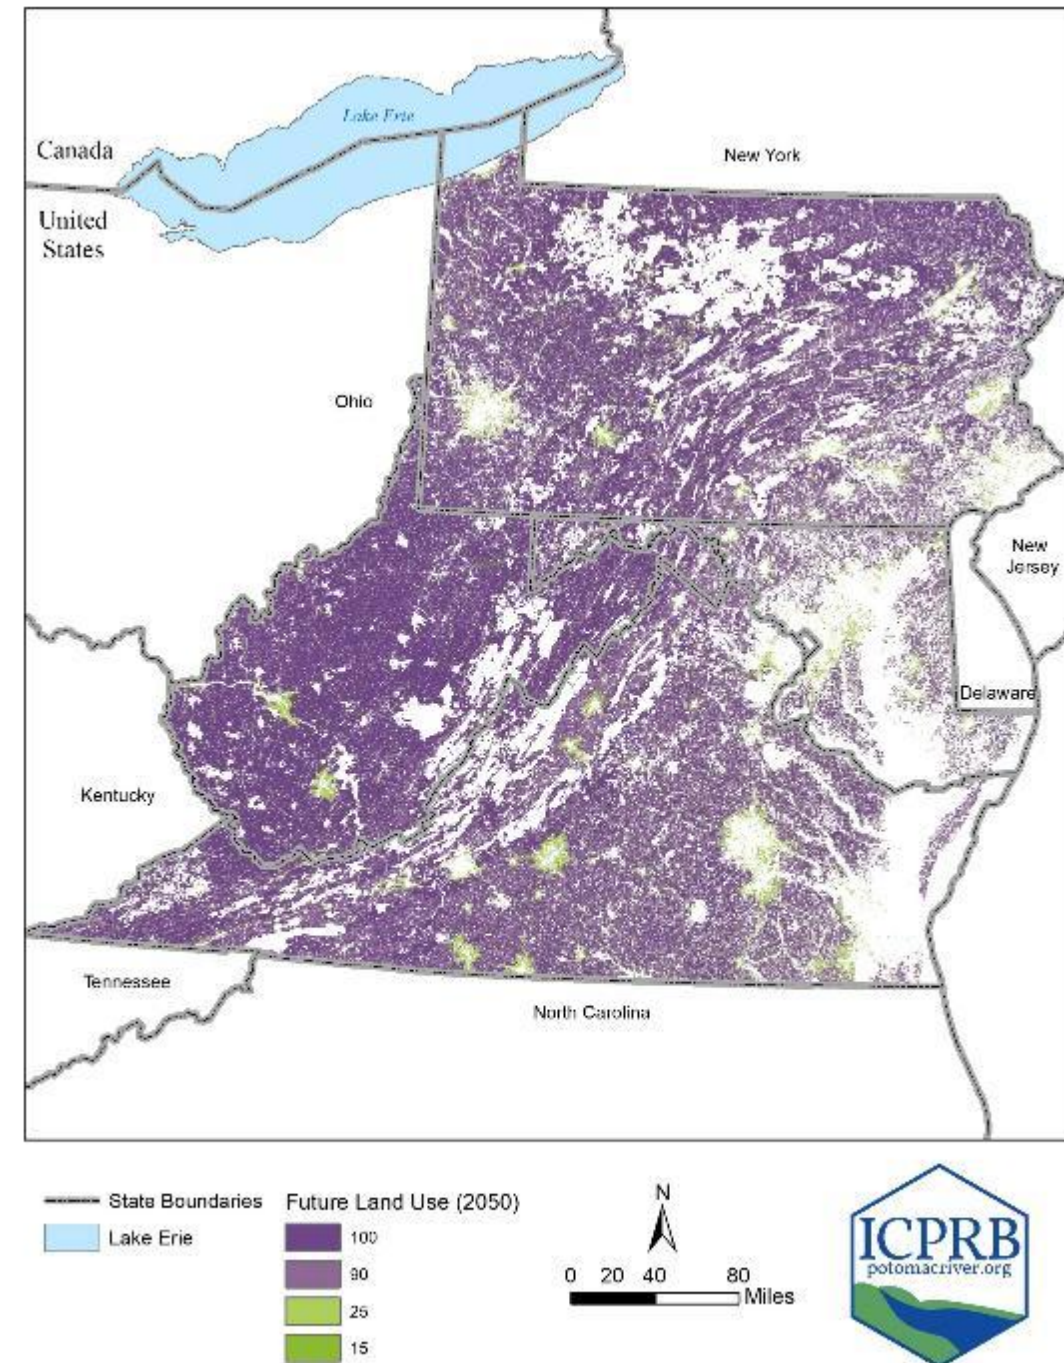 Lake Erie
Canada
New York
United
States
Ohio
New
Jersey
Delaware
Kentucky
Tennessee
North Carolina
State Boundaries
Lake Erie
Future Land Use (2050)
100
90
25
15
N
0 20 40 80
Miles
ICPRB
potomacriver.org